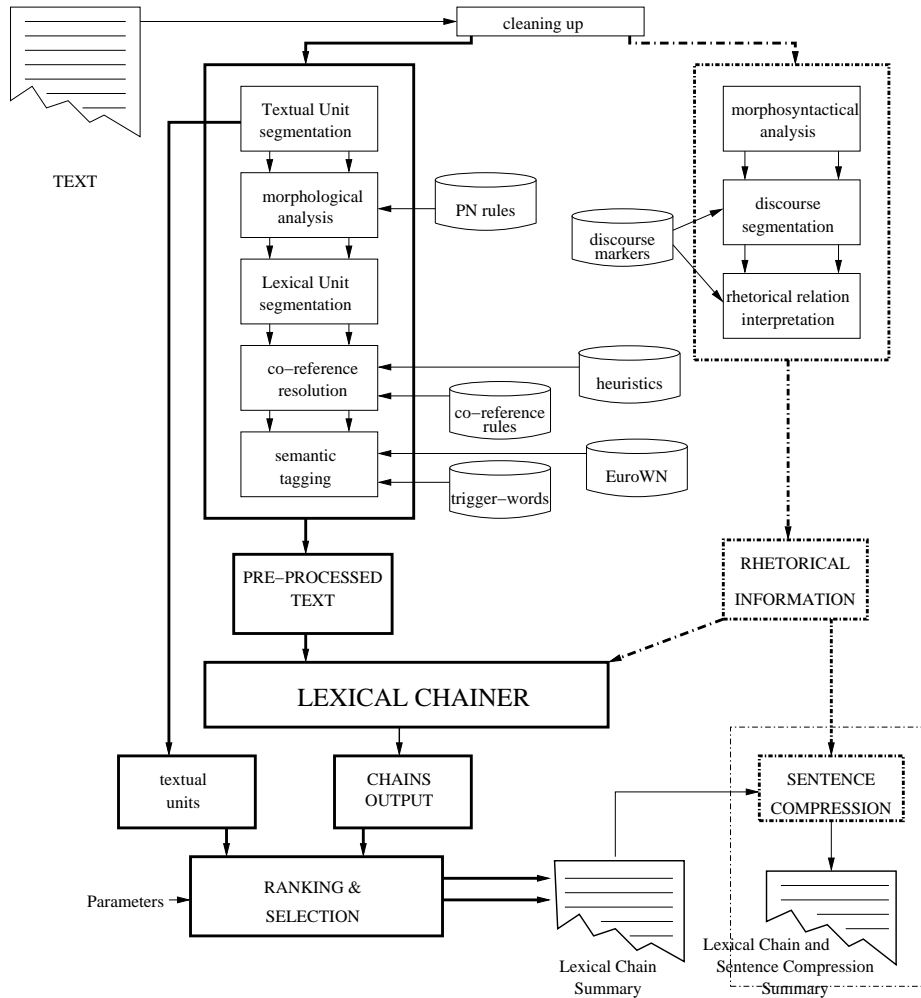 cleaning up
TEXT
Textual Unit
segmentation
morphological
analysis
PN rules
Lexical Unit
segmentation
co−reference
resolution
heuristics
co−reference
rules
semantic
tagging
EuroWN
trigger−words
morphosyntactical
analysis
discourse
markers
discourse
segmentation
rhetorical relation
interpretation
PRE−PROCESSED
TEXT
RHETORICAL
INFORMATION
LEXICAL CHAINER
textual
units
CHAINS
OUTPUT
SENTENCE
COMPRESSION
Parameters
RANKING &
SELECTION
Lexical Chain
Summary
Lexical Chain and
Sentence Compression
Summary